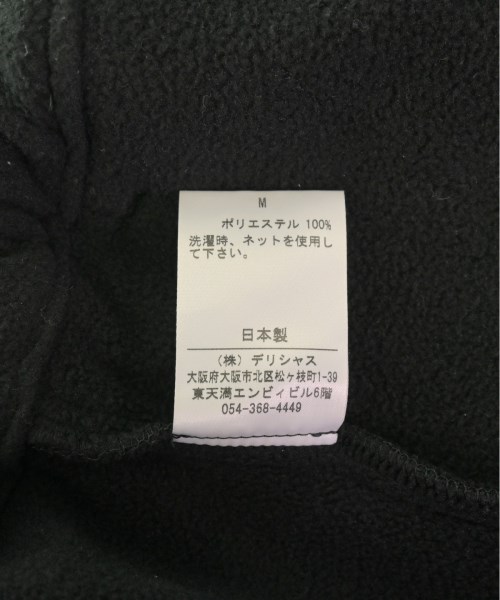 M
ポリエステル 100%
洗濯時、ネットを使用し
て下さい。
日本製
(株) デリシャス
大阪府大阪市北区松ヶ枝町1-39
東天満エンビィビル6階
054-368-4449